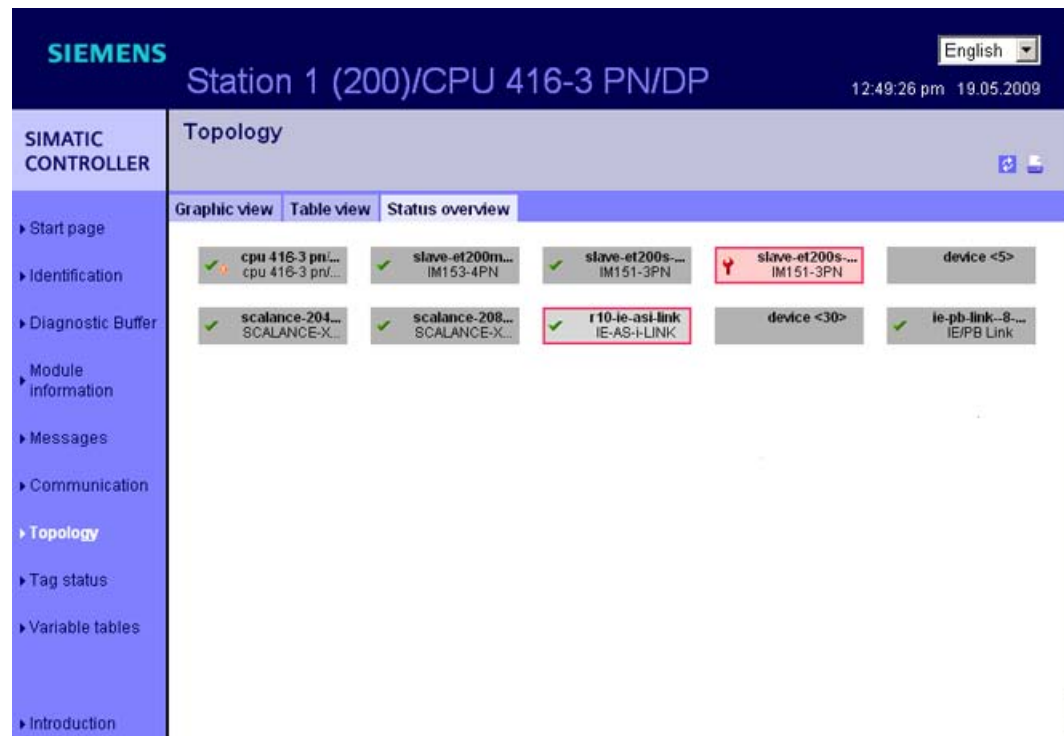 SIEMENS
Station 1 (200)/CPU 416-3 PN/DP
English
12:49:26 pm 19.05.2009
SIMATIC
CONTROLLER
Topology
Start page
Identification
Diagnostic Buffer
Module
information
Messages
Communication
Topology
Tag status
Variable tables
Introduction
Graphic view Table view Status overview
cpu 416-3 pn/...
cpu 416-3 pn/...
slave-et200m...
IM153-4PN
slave-et200s-...
IM151-3PN
slave-et200s-...
IM151-3PN
device <5>
scalance-204...
SCALANCE-X...
scalance-208...
SCALANCE-X...
r10-ie-asi-link
IE-AS-i-LINK
device <30>
ie-pb-link--8-...
IE/PB Link